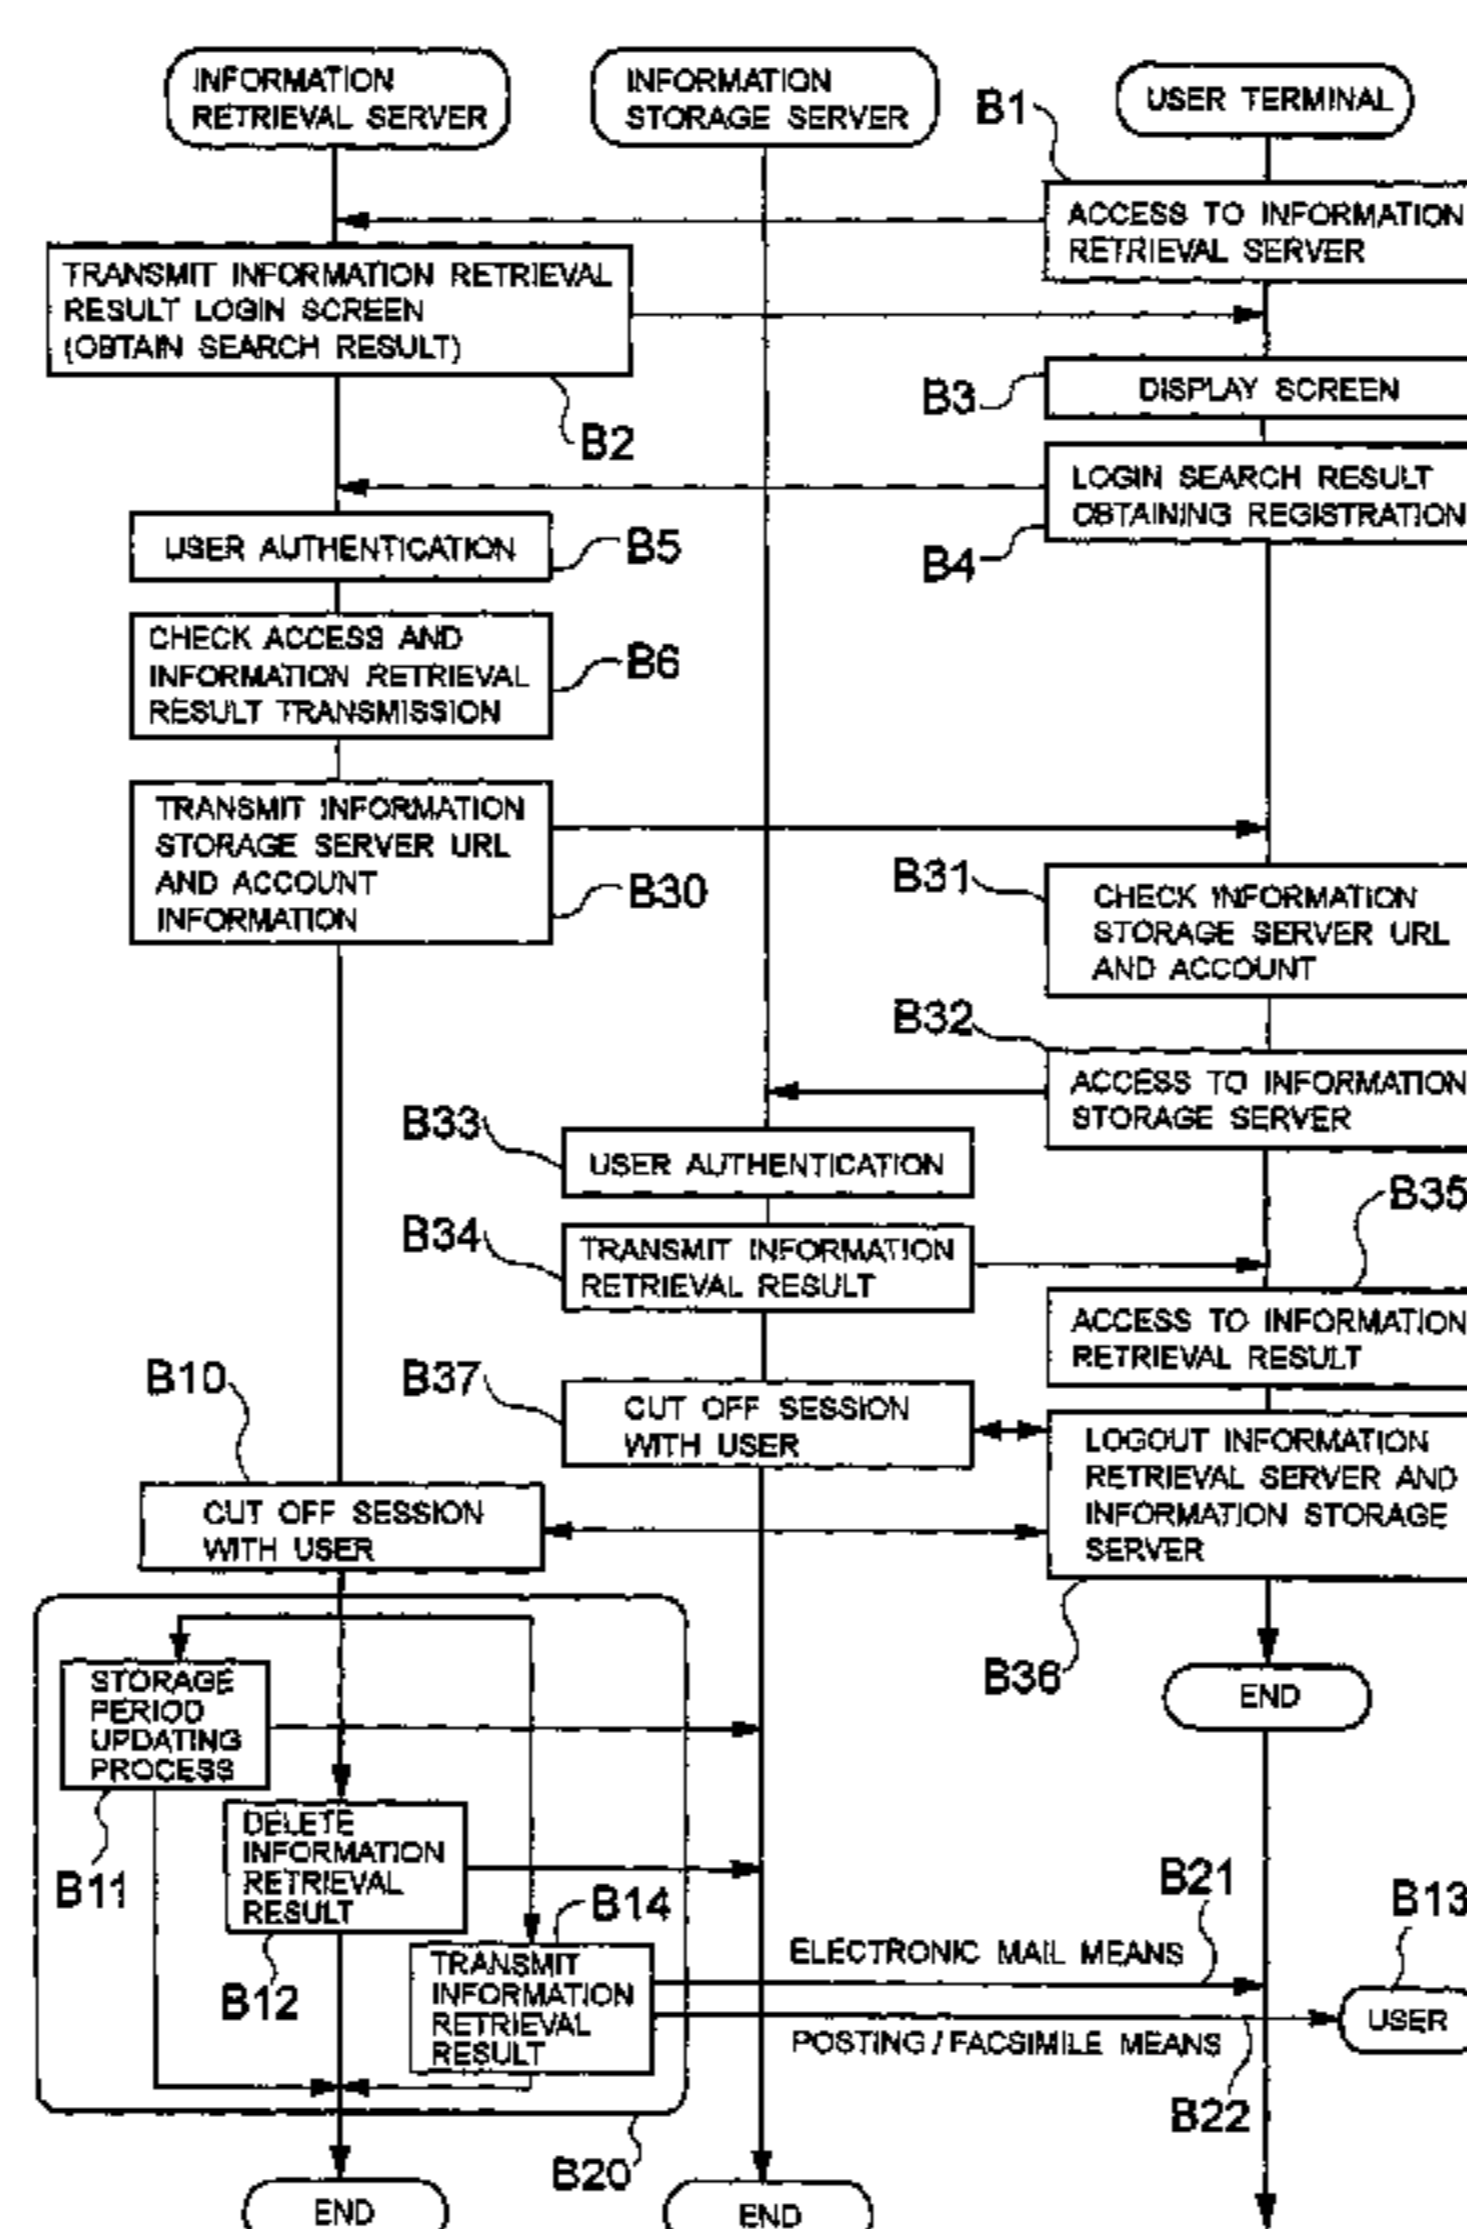 INFORMATION
RETRIEVAL SERVER
INFORMATION
STORAGE SERVER
B1
USER TERMINAL
ACCESS TO INFORMATION
RETRIEVAL SERVER
TRANSMIT INFORMATION RETRIEVAL
RESULT LOGIN SCREEN
(OBTAIN SEARCH RESULT)
B2
B3
DISPLAY SCREEN
LOGIN SEARCH RESULT
OBTAINING REGISTRATION
B4
USER AUTHENTICATION
B5
CHECK ACCESS AND
INFORMATION RETRIEVAL
RESULT TRANSMISSION
B6
TRANSMIT INFORMATION
STORAGE SERVER URL
AND ACCOUNT
INFORMATION
B30
B31
CHECK INFORMATION
STORAGE SERVER URL
AND ACCOUNT
B32
ACCESS TO INFORMATION
STORAGE SERVER
B33
USER AUTHENTICATION
B34
TRANSMIT INFORMATION
RETRIEVAL RESULT
B35
ACCESS TO INFORMATION
RETRIEVAL RESULT
B10
B37
CUT OFF SESSION
WITH USER
LOGOUT INFORMATION
RETRIEVAL SERVER AND
INFORMATION STORAGE
SERVER
CUT OFF SESSION
WITH USER
B36
END
STORAGE
PERIOD
UPDATING
PROCESS
B11
DELETE
INFORMATION
RETRIEVAL
RESULT
B12
B14
TRANSMIT
INFORMATION
RETRIEVAL
RESULT
ELECTRONIC MAIL MEANS
B21
B13
USER
POSTING / FACSIMILE MEANS
B22
B20
END
END